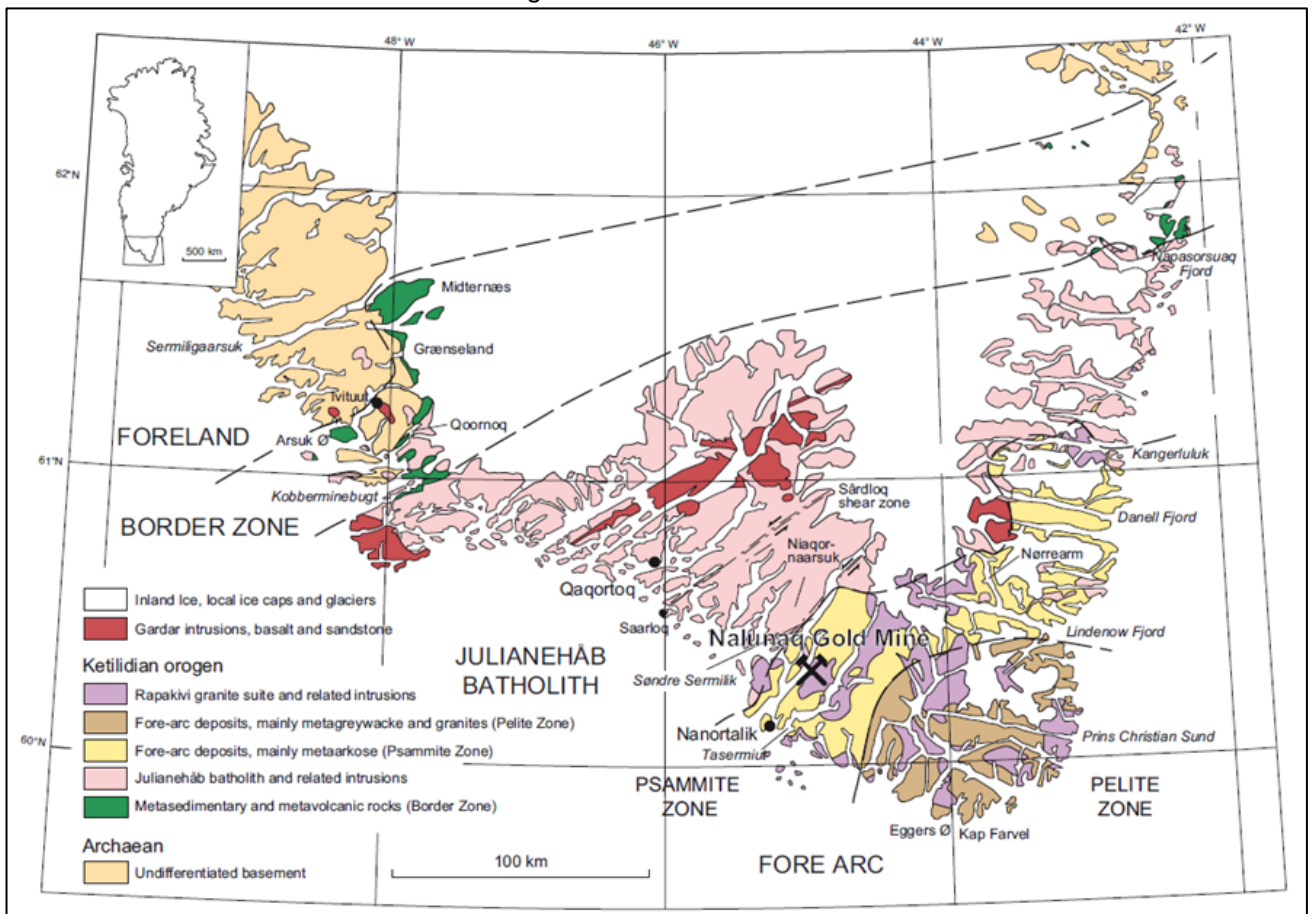 48° W
46° W
44° W
42° W
62°N
500 km
Napasorsuaq
Fjord
Midternæs
Sermiligaarsuk
Grænseland
Ivituut
FORELAND
Arsuk Ø
Qoornoq
61°N
Kangerluluk
Kobberminebugt
Sârdloq
shear zone
BORDER ZONE
Danell Fjord
Niaqor-
naarsuk
Nørrearm
Qaqortoq
Inland Ice, local ice caps and glaciers
Gardar intrusions, basalt and sandstone
Saarloq
Nalunaq Gold Mine
Lindenow Fjord
Ketilidian orogen
JULIANEHÅB
BATHOLITH
Søndre Sermilik
Rapakivi granite suite and related intrusions
Fore-arc deposits, mainly metagreywacke and granites (Pelite Zone)
Nanortalik
Prins Christian Sund
60°N
Tasermiut
Fore-arc deposits, mainly metaarkose (Psammite Zone)
Julianehåb batholith and related intrusions
PSAMMITE
ZONE
PELITE
ZONE
Metasedimentary and metavolcanic rocks (Border Zone)
Eggers Ø
Kap Farvel
Archaean
100 km
FORE ARC
Undifferentiated basement